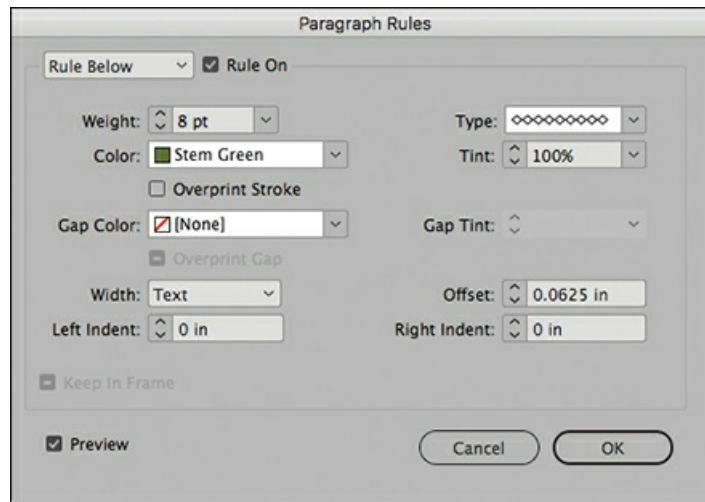 Paragraph Rules
Rule Below Rule On
Weight: 8 pt Type:
Color: Stem Green Tint: 100%
Overprint Stroke
Gap Color: [None] Gap Tint:
Overprint Gap
Width: Text Offset: 0.0625 in
Left Indent: 0 in Right Indent: 0 in
Keep In Frame
Preview Cancel OK